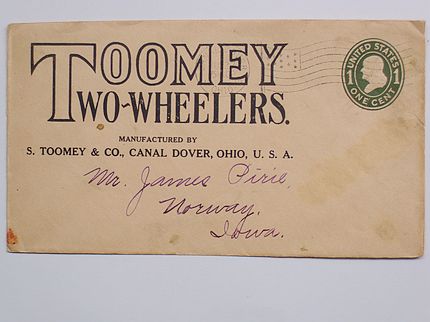 TOOMEY
TWO-WHEELERS.
MANUFACTURED BY
S. TOOMEY & CO., CANAL DOVER, OHIO, U. S. A.
UNITED STATES
1 1
ONE CENT
Mr. James Pirie,
Norway,
Iowa.